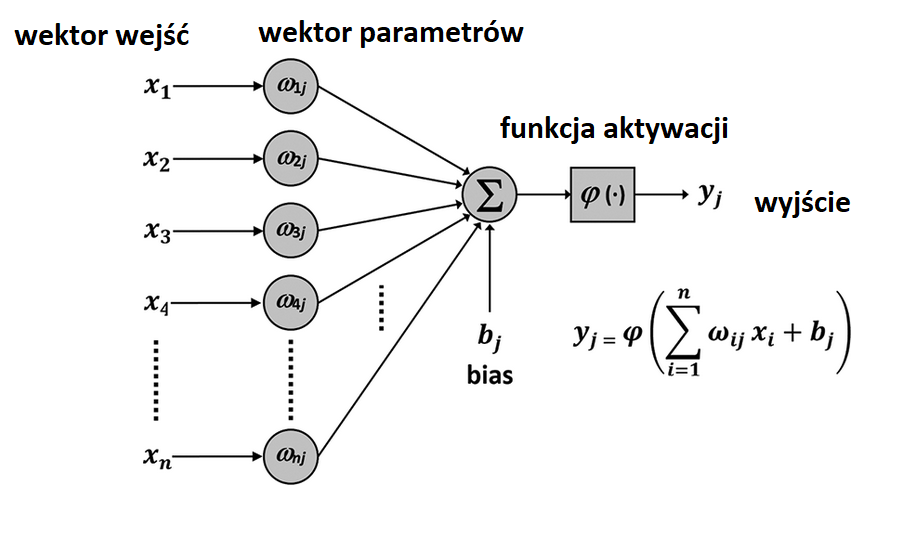 wektor wejść
wektor parametrów
x₁
ω₁ⱼ
x₂
ω₂ⱼ
x₃
ω₃ⱼ
x₄
ω₄ⱼ
xₙ
ωₙⱼ
Σ
funkcja aktywacji
φ(·)
yⱼ
wyjście
bⱼ
bias
yⱼ = φ(∑ⁿᵢ₌₁ ωᵢⱼ xᵢ + bⱼ)